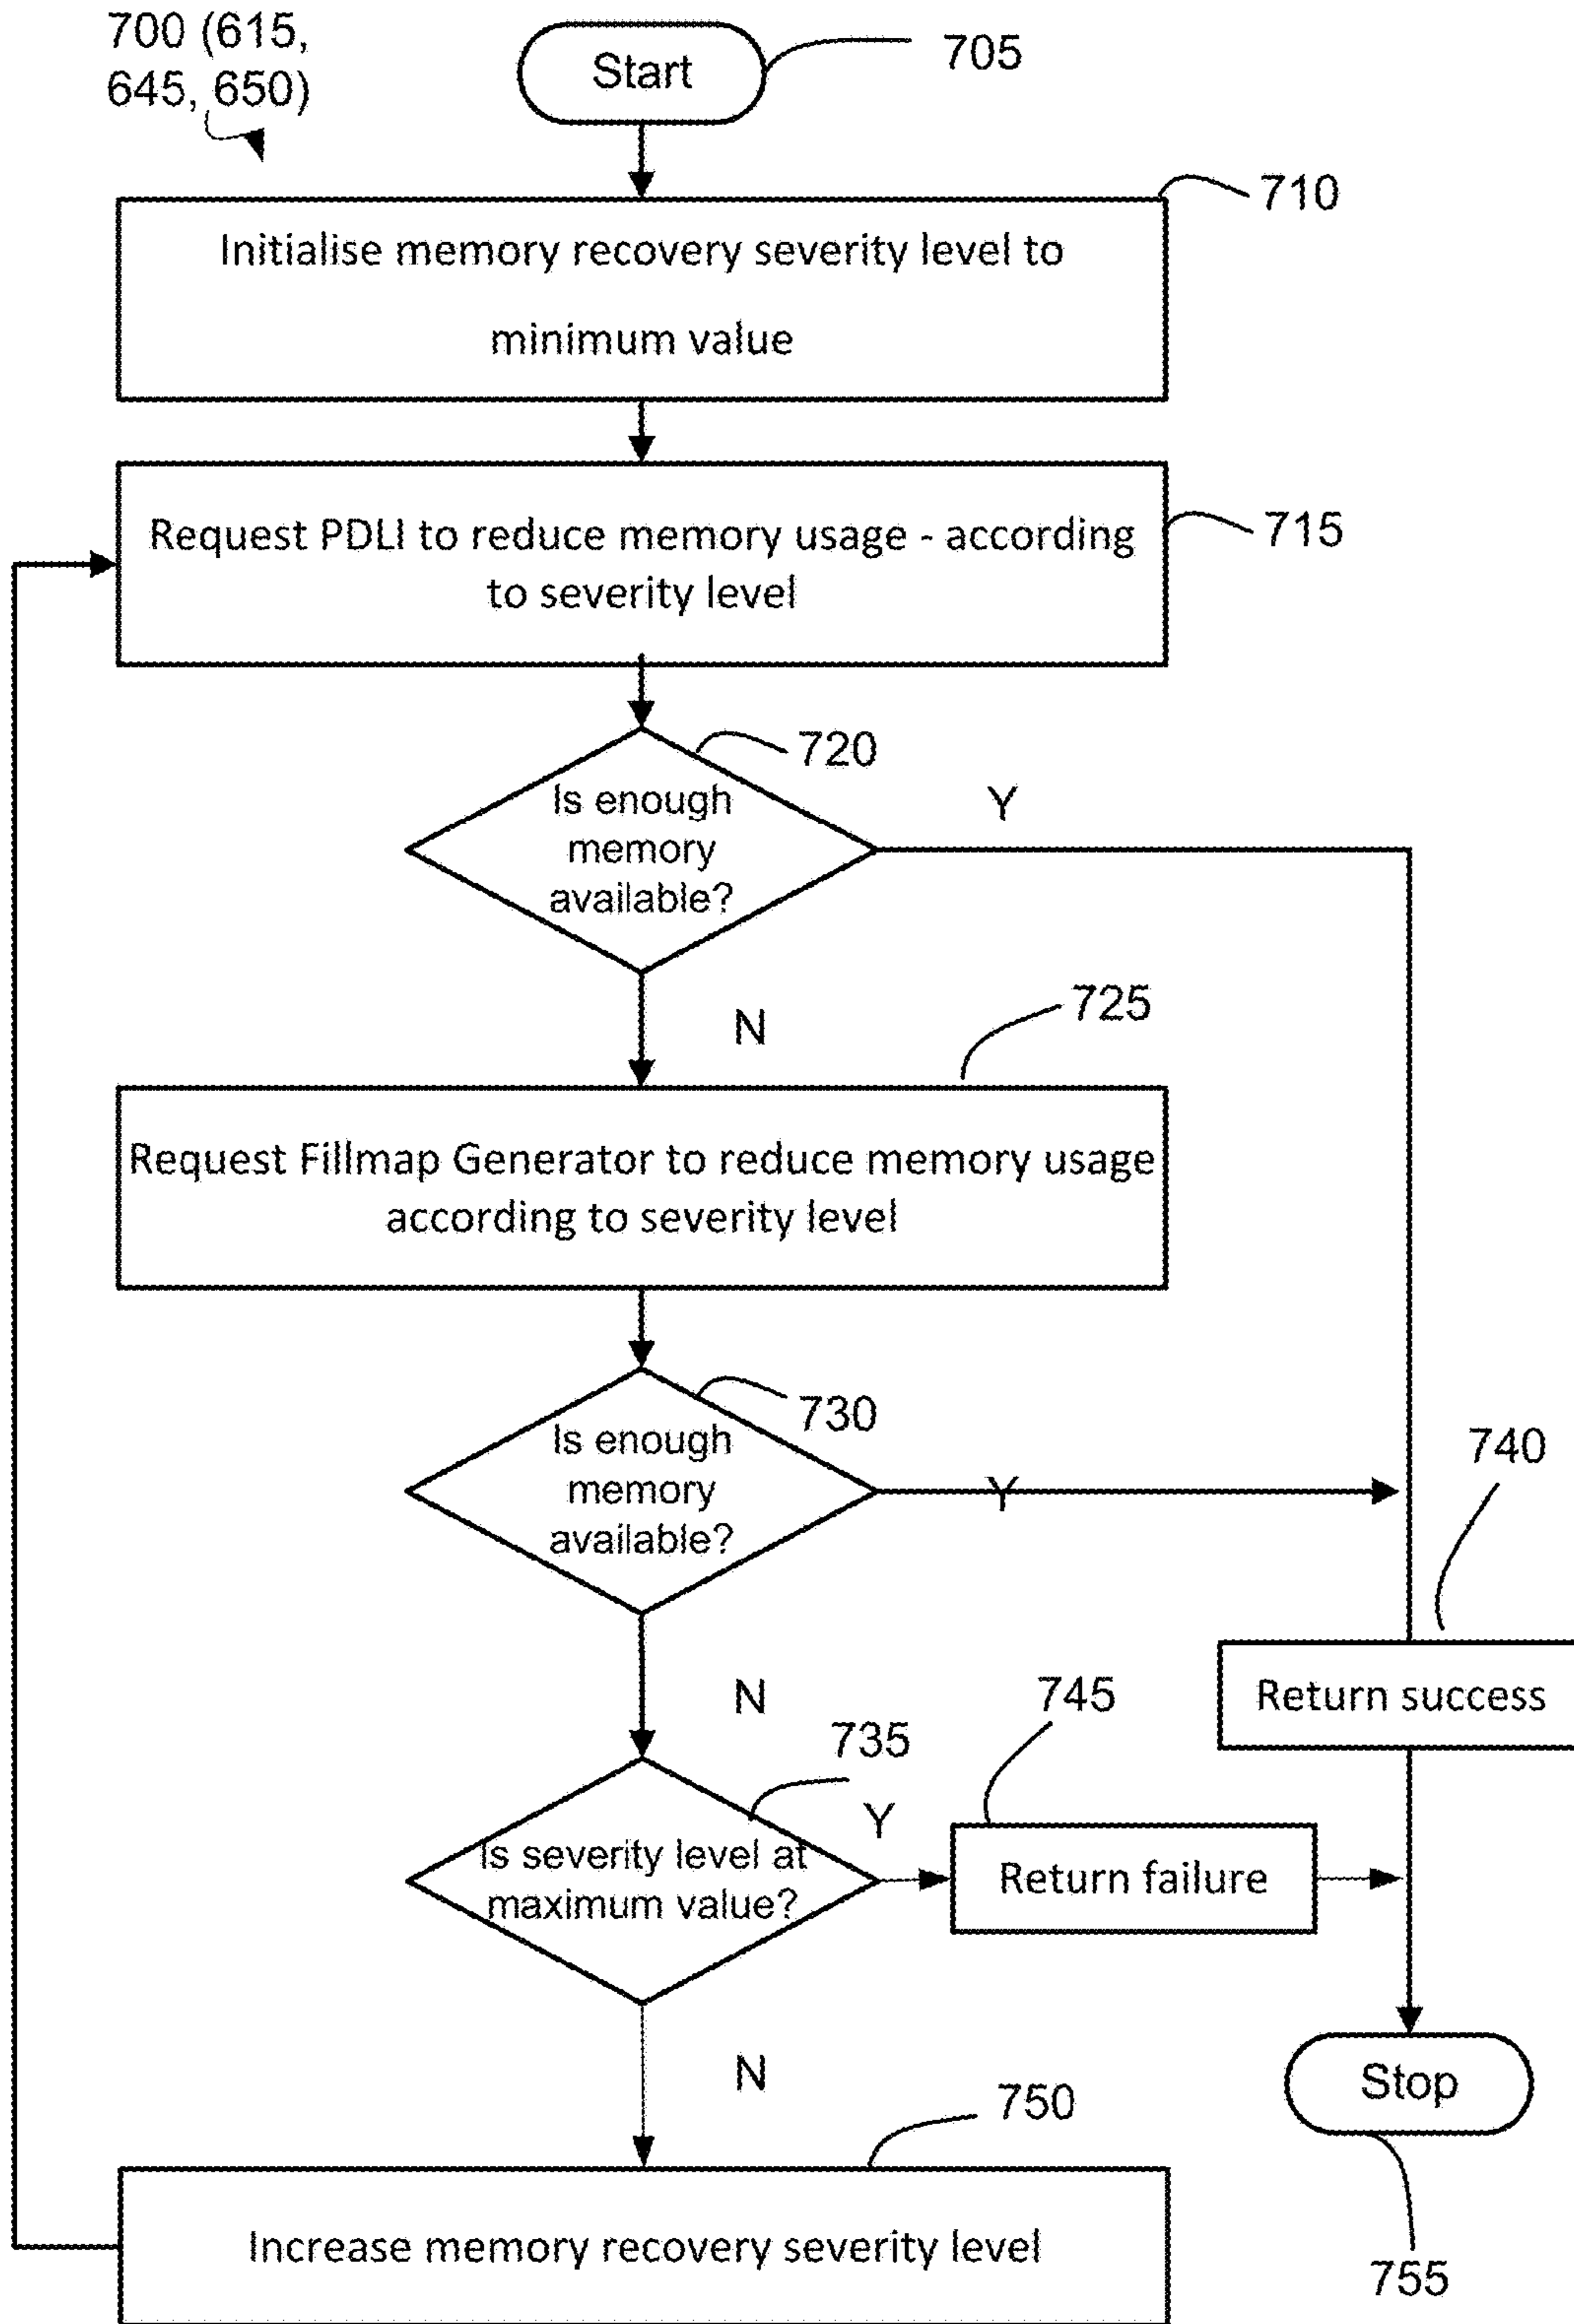 700 (615,
645, 650)
Start
705
710
Initialise memory recovery severity level to
minimum value
Request PDLI to reduce memory usage - according
to severity level
715
720
Is enough
memory
available?
Y
N
725
Request Fillmap Generator to reduce memory usage
according to severity level
730
Is enough
memory
available?
Y
740
N
Return success
745
735
Y
Is severity level at
maximum value?
Return failure
N
Stop
750
Increase memory recovery severity level
755